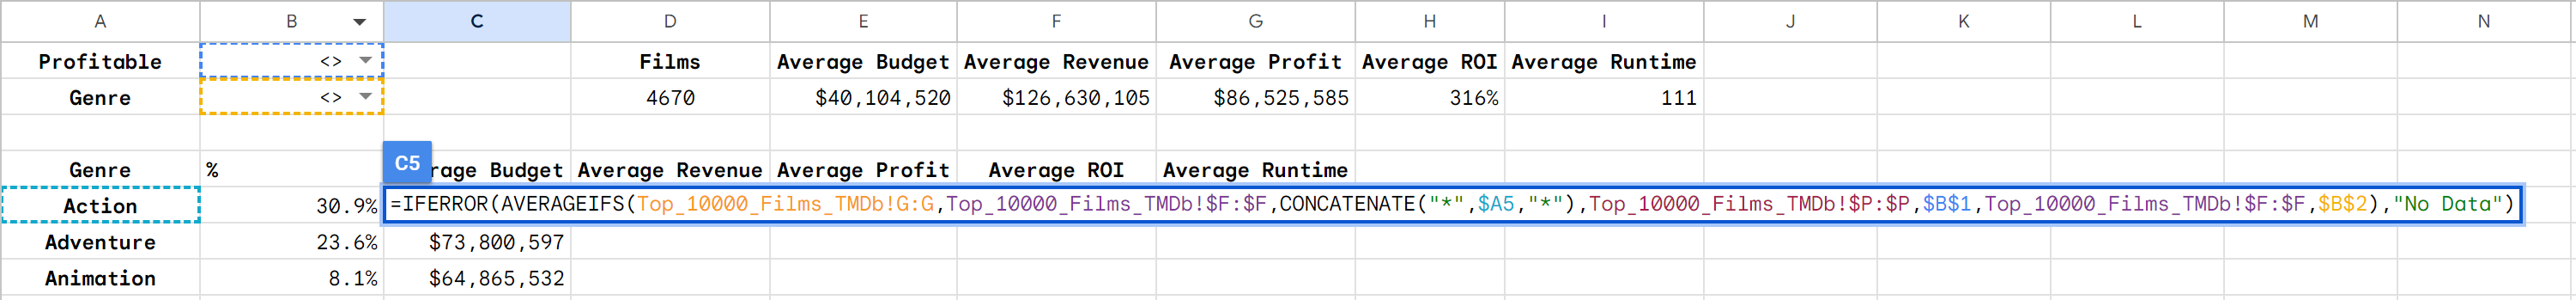 A B C D E F G H I J K L M N
Profitable <> Films Average Budget Average Revenue Average Profit Average ROI Average Runtime
Genre <> 4670 $40,104,520 $126,630,105 $86,525,585 316% 111
C5
Genre % rage Budget Average Revenue Average Profit Average ROI Average Runtime
Action 30.9% =IFERROR(AVERAGEIFS(Top_10000_Films_TMDb!G:G,Top_10000_Films_TMDb!$F:$F,CONCATENATE("*",$A5,"*"),Top_10000_Films_TMDb!$P:$P,$B$1,Top_10000_Films_TMDb!$F:$F,$B$2),"No Data")
Adventure 23.6% $73,800,597
Animation 8.1% $64,865,532